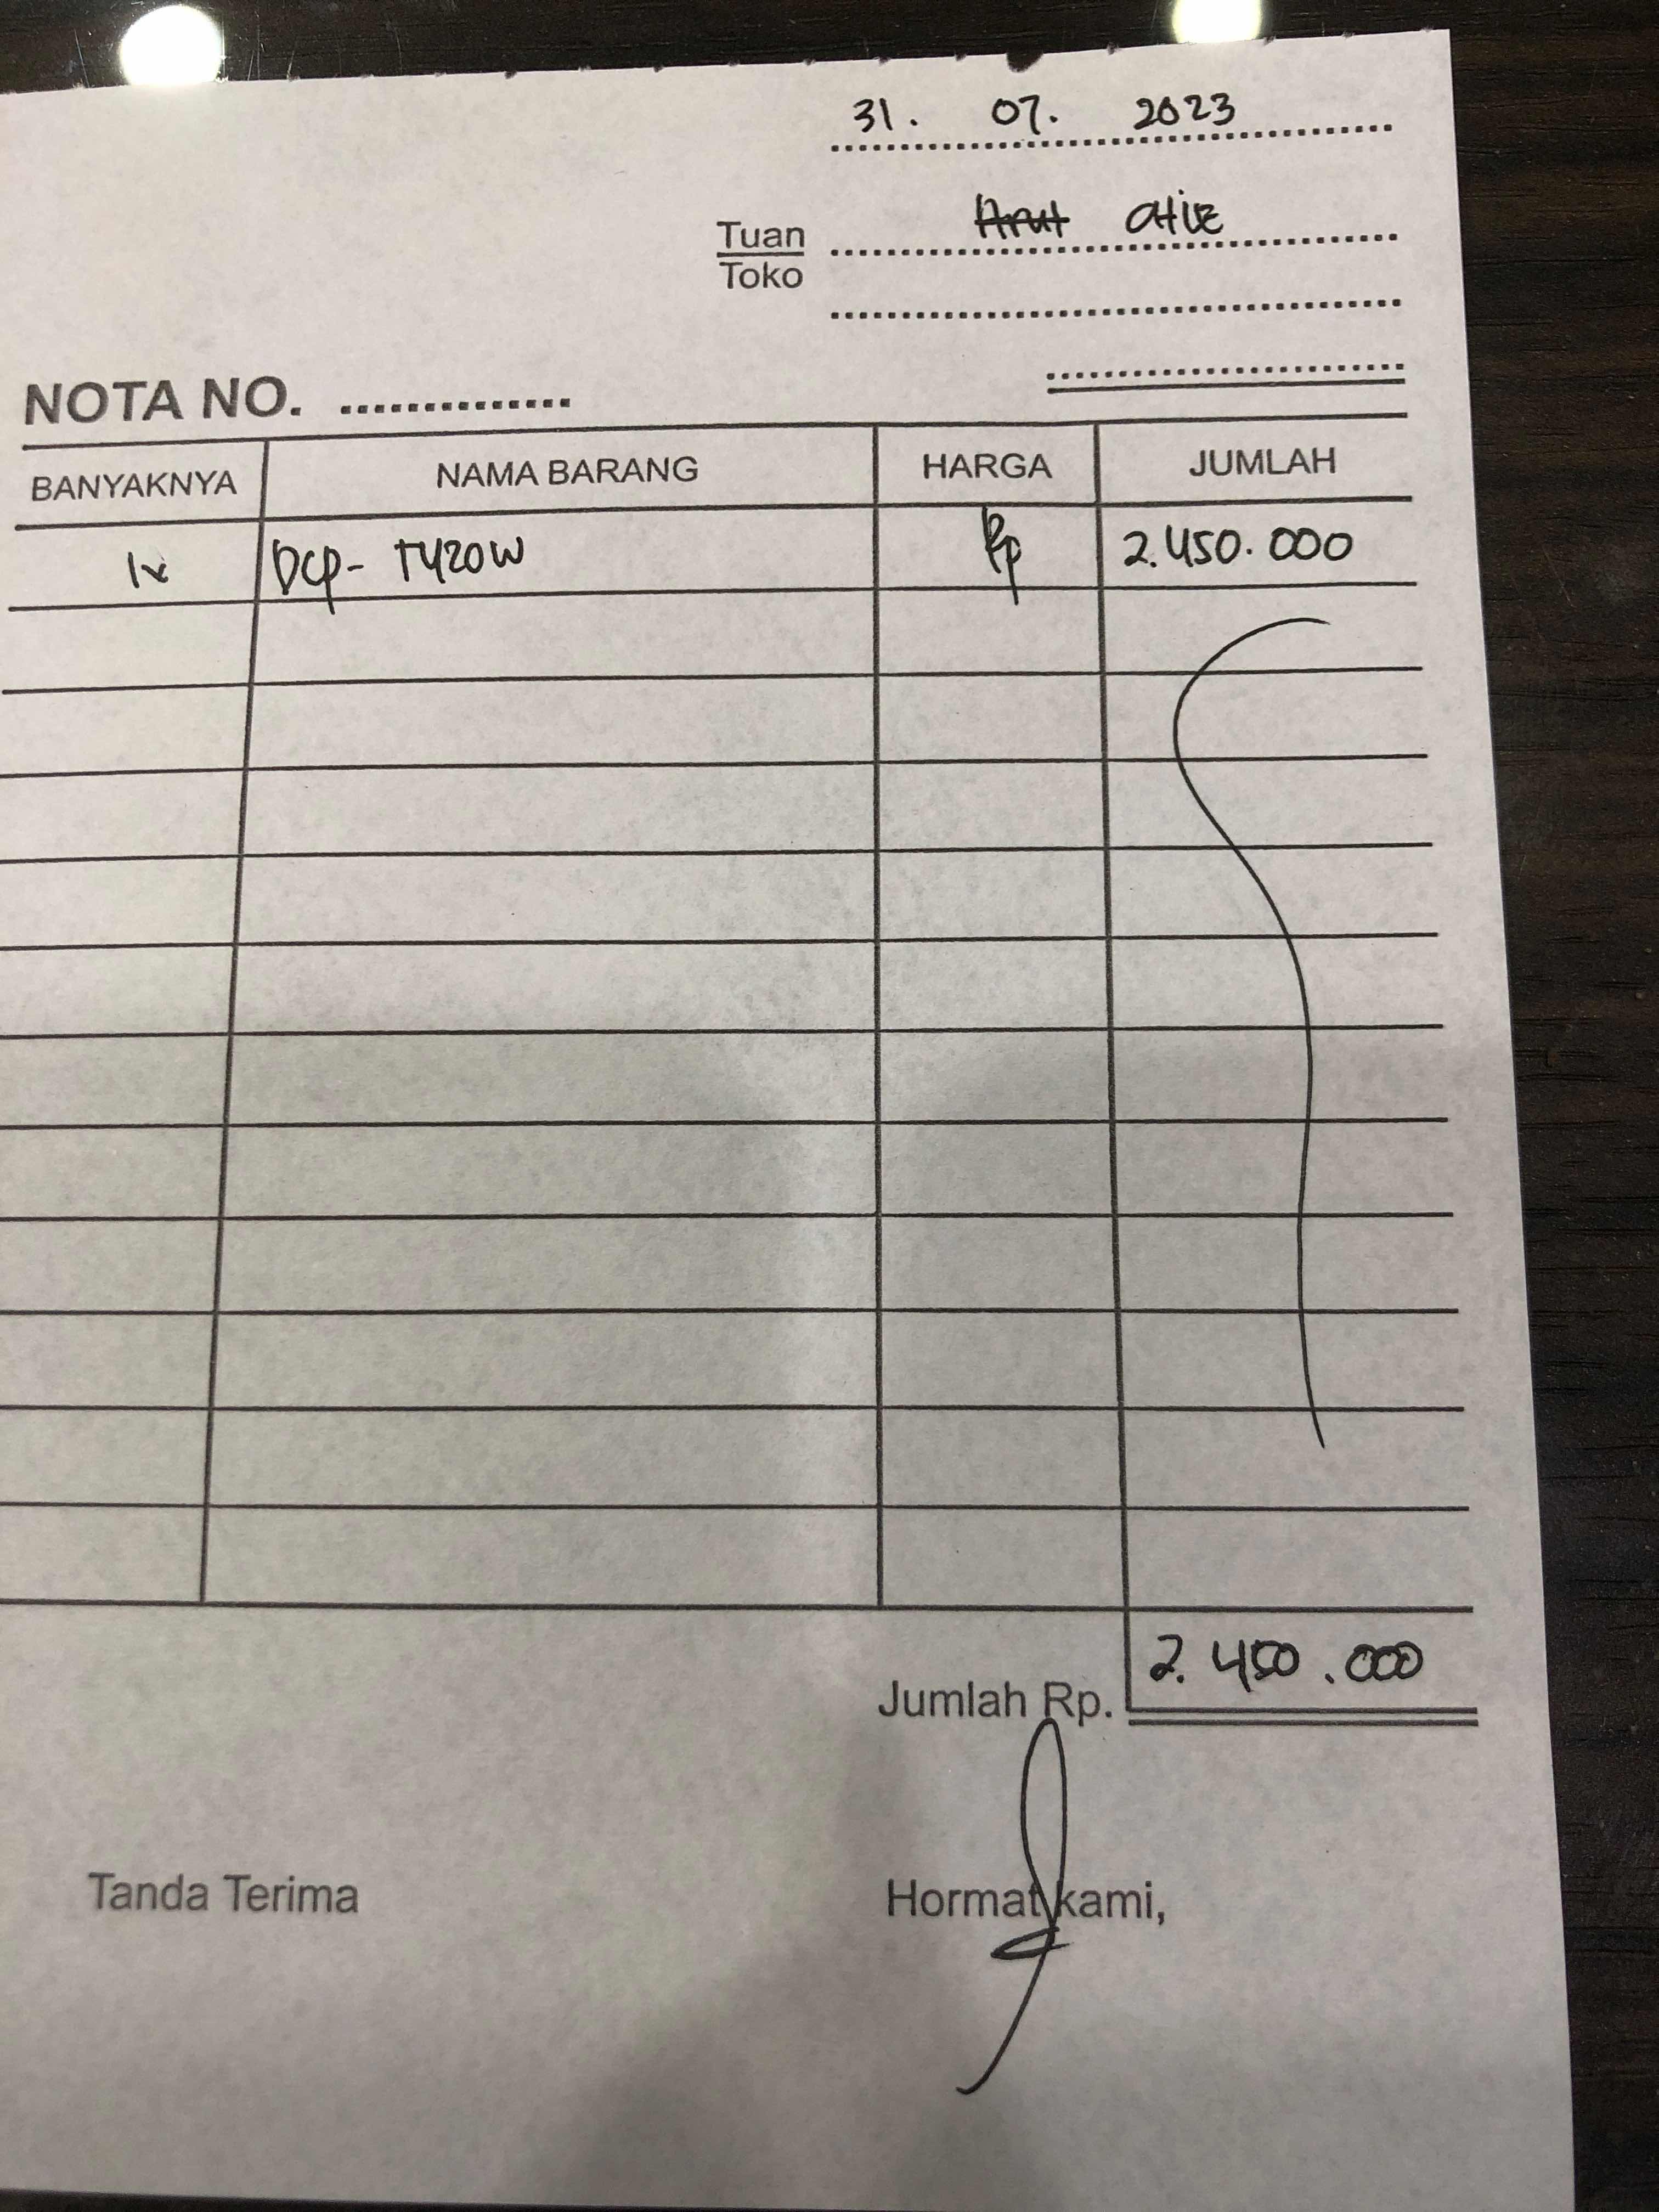 31. 07. 2023
Tuan
Toko
NOTA NO. ..............
BANYAKNYA NAMA BARANG HARGA JUMLAH
1x DCP- T420W Rp 2.450.000
Jumlah Rp. 2.450.000
Tanda Terima Hormat kami,